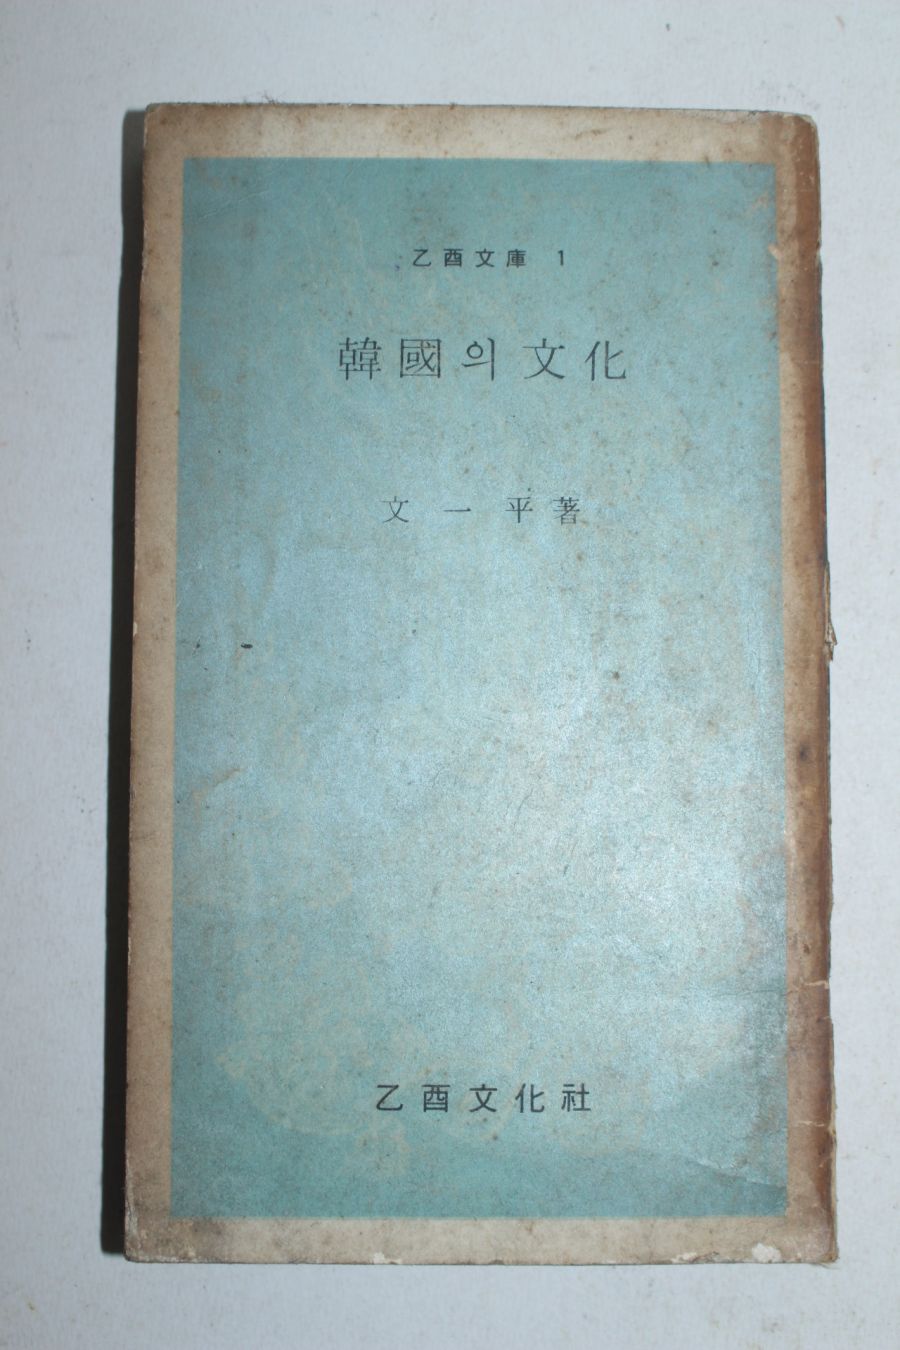 乙酉文庫 1
韓國의 文化
文一平著
乙酉文化社